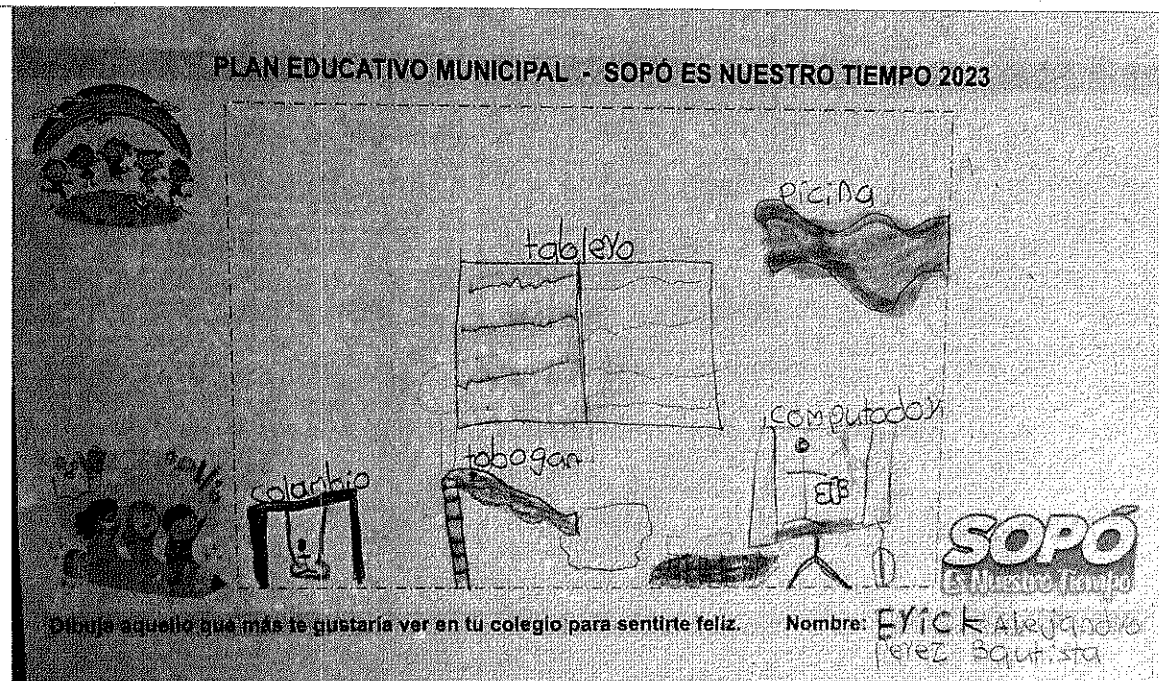 PLAN EDUCATIVO MUNICIPAL - SOPÓ ES NUESTRO TIEMPO 2023
picina
tablero
computador
tobogan
colambio
SOPÓ
Es Nuestro Tiempo
Dibuja aquello que más te gustaría ver en tu colegio para sentirte feliz.
Nombre: Erick Alejandro
Perez Bautista